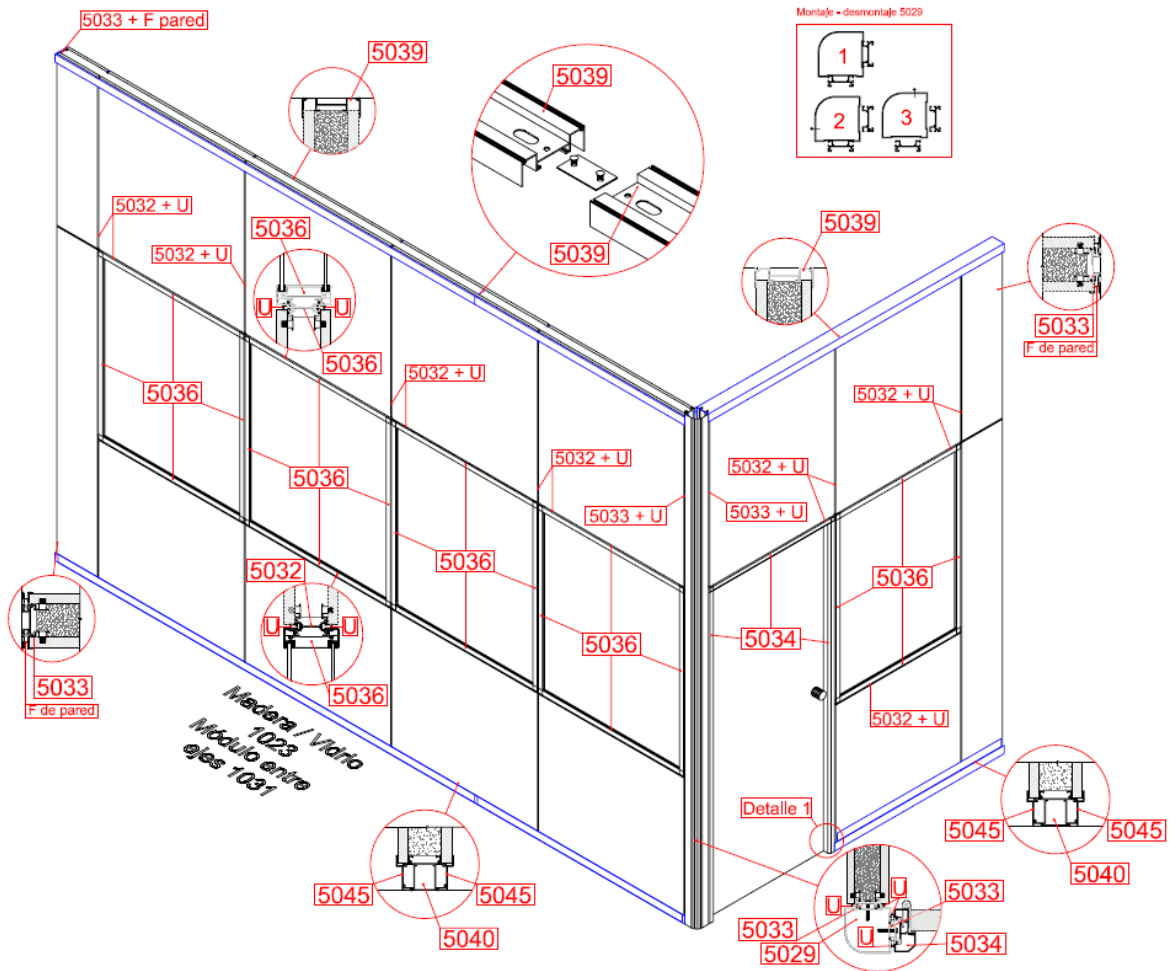 Montaje - desmontaje 5029
5033 + F pared
5039
1
2
3
5039
5039
5032 + U
5036
5032 + U
U
U
5036
5039
5033
F de pared
5036
5032 + U
5032 + U
5032 + U
5032 + U
5036
5033 + U
5033 + U
5036
5036
5032
U
U
5036
5034
5036
5033
F de pared
5032 + U
Madera / Vidrio
1023
Módulo entre
ejes 1031
Detalle 1
5045
5045
5040
5045
5045
5040
U
U
5033
5033
5029
U
5034